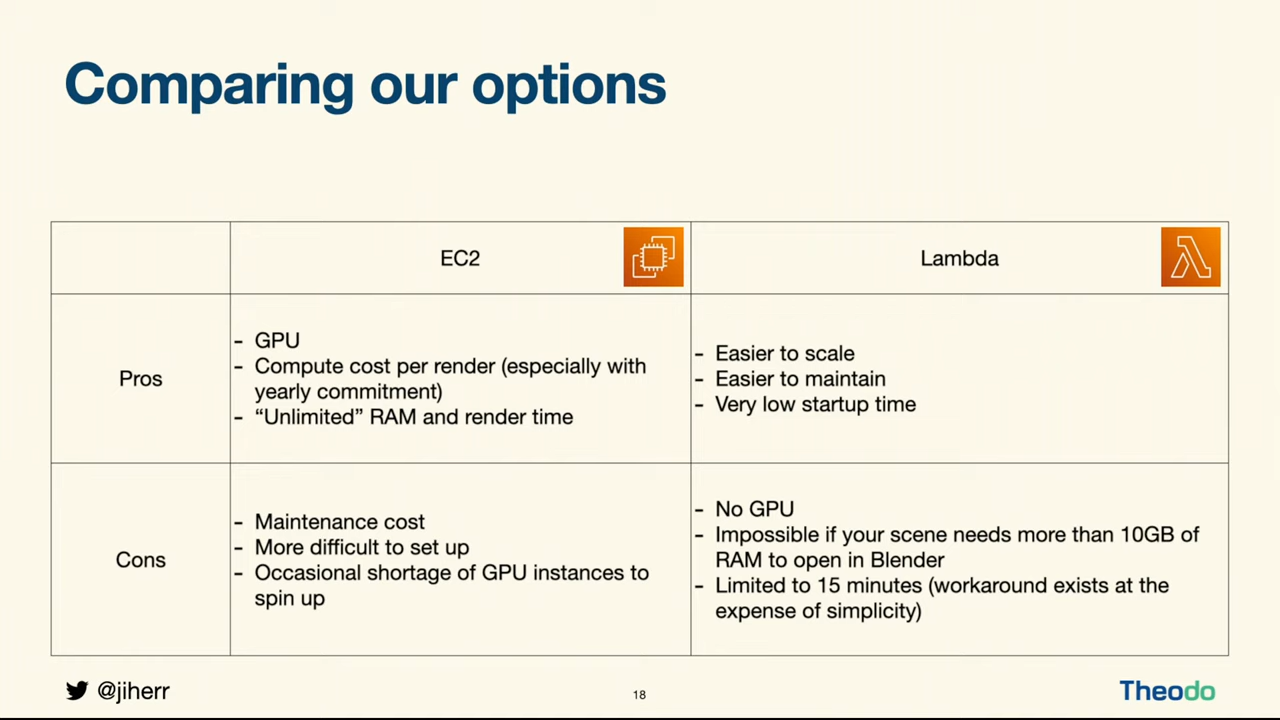 Comparing our options
EC2
Lambda
Pros
- GPU
- Compute cost per render (especially with
yearly commitment)
- “Unlimited” RAM and render time
- Easier to scale
- Easier to maintain
- Very low startup time
Cons
- Maintenance cost
- More difficult to set up
- Occasional shortage of GPU instances to
spin up
- No GPU
- Impossible if your scene needs more than 10GB of
RAM to open in Blender
- Limited to 15 minutes (workaround exists at the
expense of simplicity)
@jiherr
18
Theodo